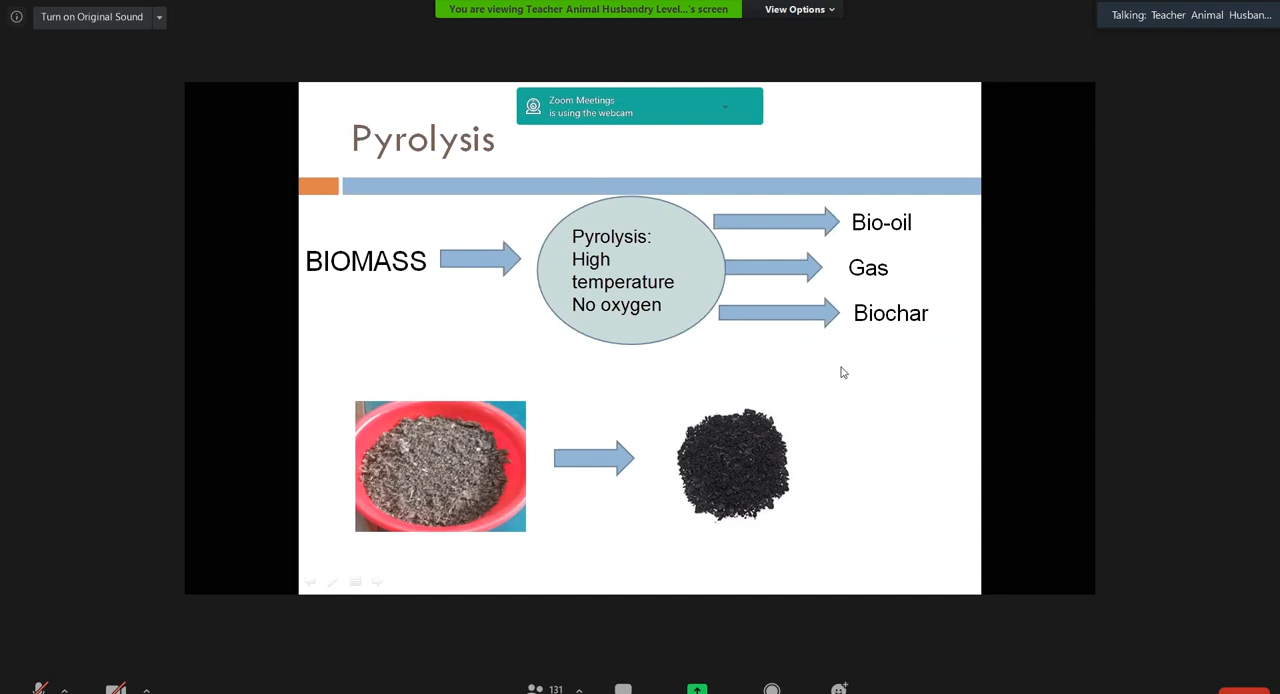 Turn on Original Sound
You are viewing Teacher Animal Husbandry Level...'s screen
View Options
Talking: Teacher Animal Husban...
Zoom Meetings
is using the webcam
Pyrolysis
BIOMASS
Pyrolysis:
High
temperature
No oxygen
Bio-oil
Gas
Biochar
131